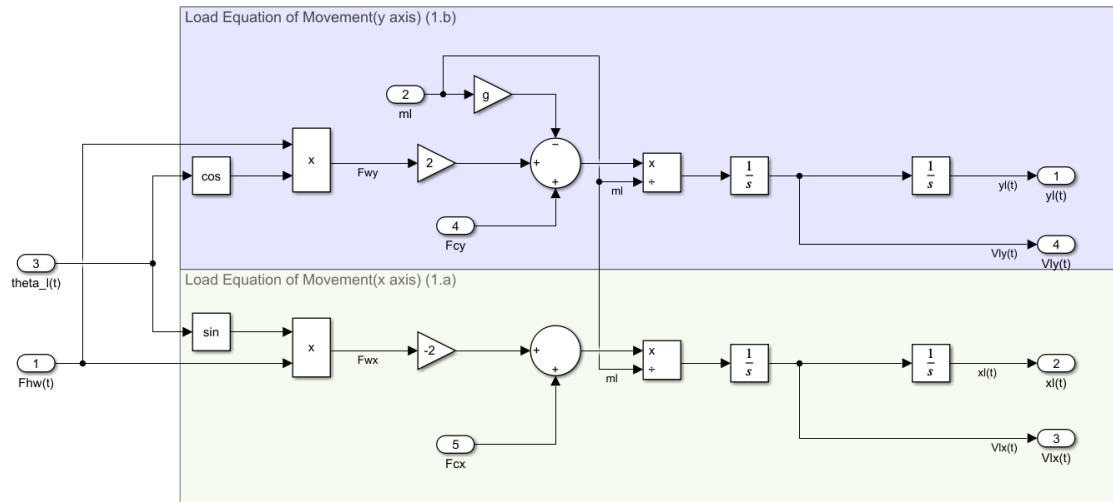 Load Equation of Movement(y axis) (1.b)
2
ml
g
−
cos
x
Fwy
2
+
+
x
÷
ml
1
s
1
s
yl(t)
1
yl(t)
4
Fcy
Vly(t)
4
Vly(t)
3
theta_l(t)
Load Equation of Movement(x axis) (1.a)
sin
x
1
Fhw(t)
Fwx
-2
+
+
x
÷
ml
1
s
1
s
xl(t)
2
xl(t)
5
Fcx
Vlx(t)
3
Vlx(t)